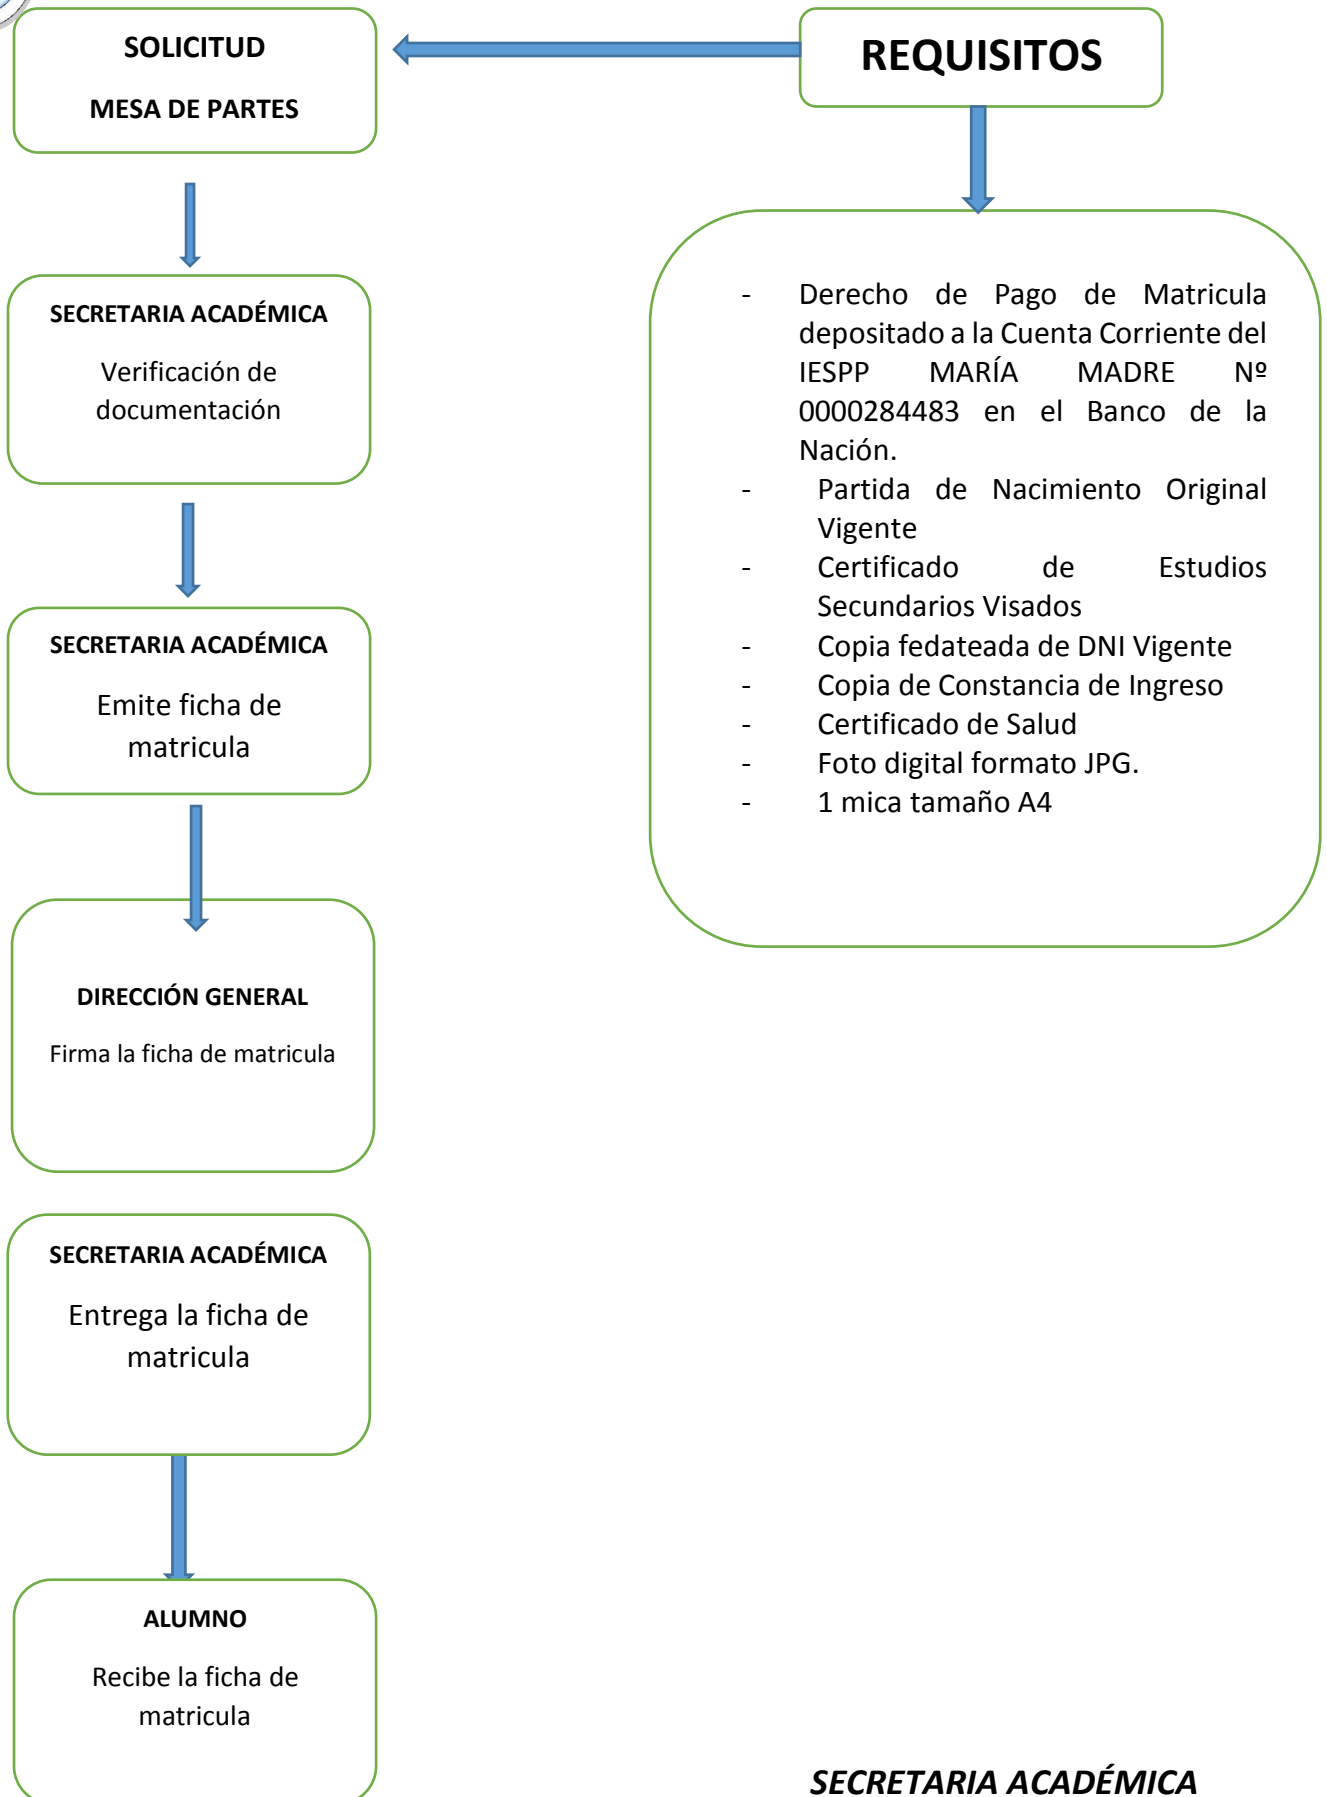 SOLICITUD
MESA DE PARTES
REQUISITOS
SECRETARIA ACADÉMICA
Verificación de
documentación
SECRETARIA ACADÉMICA
Emite ficha de
matricula
DIRECCIÓN GENERAL
Firma la ficha de matricula
SECRETARIA ACADÉMICA
Entrega la ficha de
matricula
ALUMNO
Recibe la ficha de
matricula
- Derecho de Pago de Matricula
depositado a la Cuenta Corriente del
IESPP MARÍA MADRE Nº
0000284483 en el Banco de la
Nación.
- Partida de Nacimiento Original
Vigente
- Certificado de Estudios
Secundarios Visados
- Copia fedateada de DNI Vigente
- Copia de Constancia de Ingreso
- Certificado de Salud
- Foto digital formato JPG.
- 1 mica tamaño A4
SECRETARIA ACADÉMICA